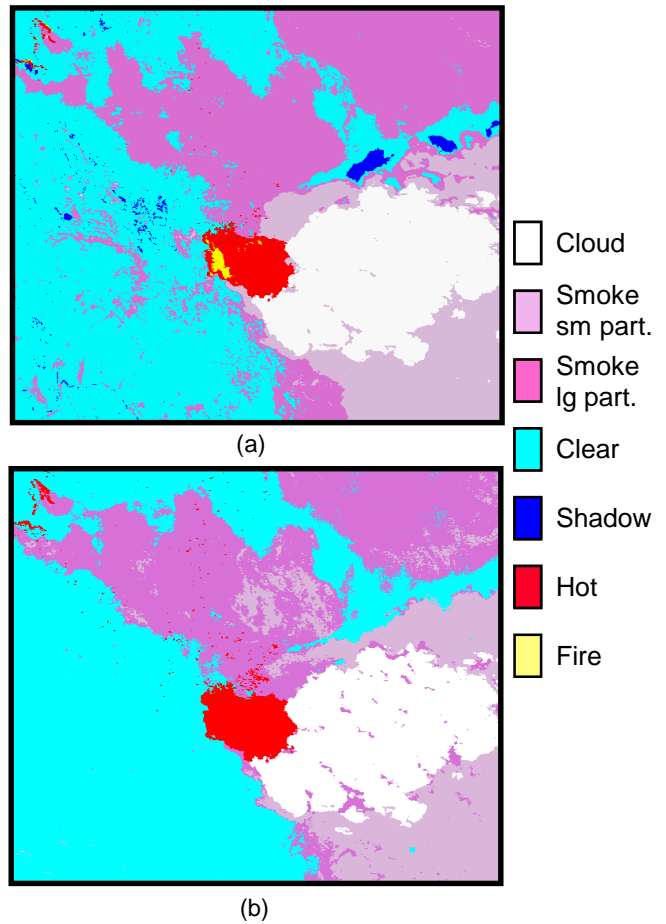 Cloud
Smoke
sm part.
Smoke
lg part.
(a)
Clear
Shadow
Hot
Fire
(b)